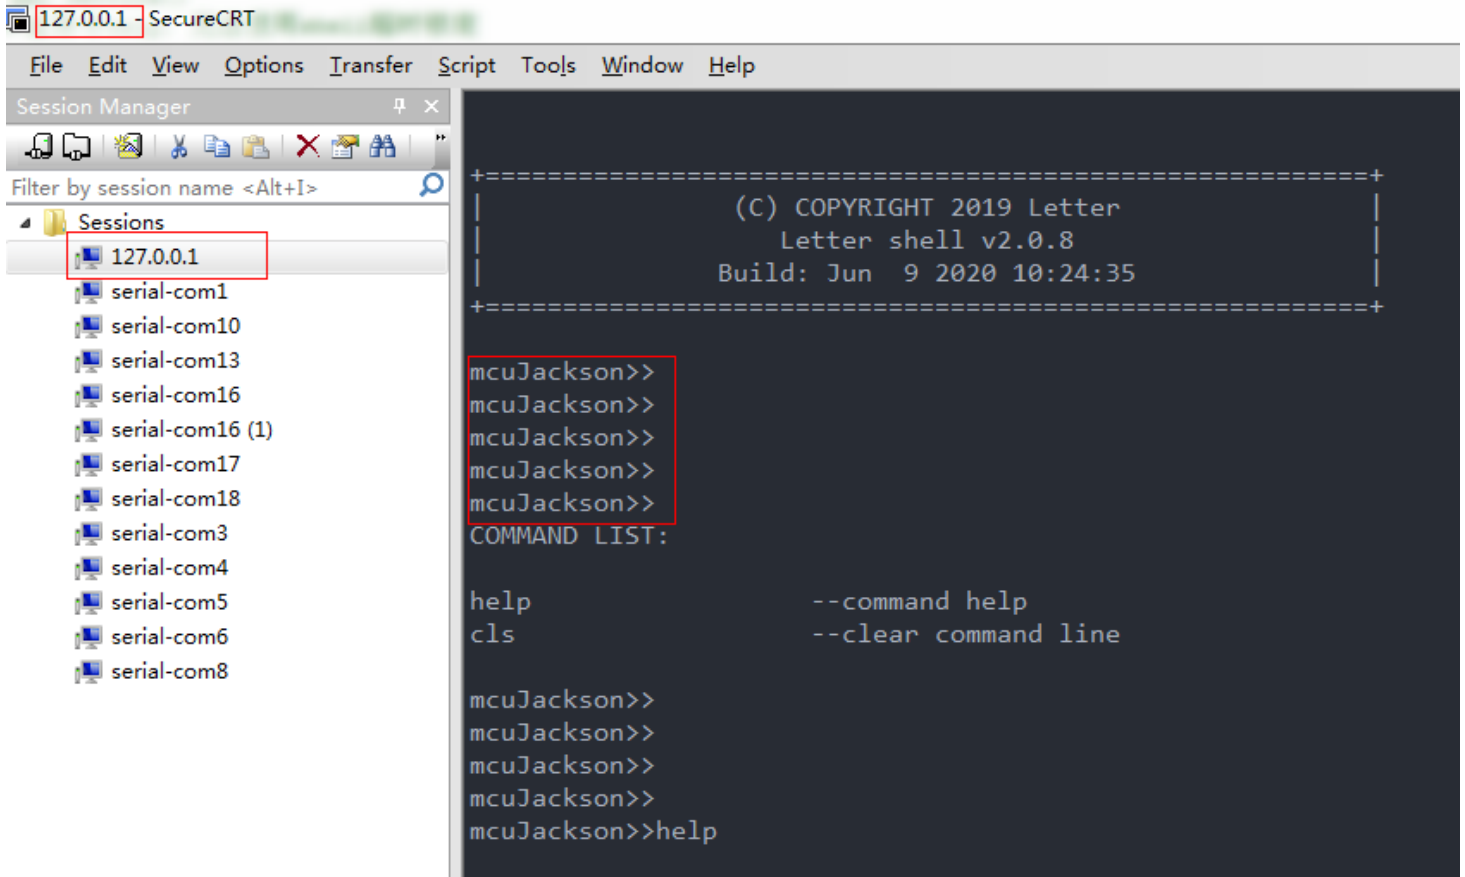 127.0.0.1 - SecureCRT
File Edit View Options Transfer Script Tools Window Help
Session Manager
Filter by session name <Alt+I>
Sessions
127.0.0.1
serial-com1
serial-com10
serial-com13
serial-com16
serial-com16 (1)
serial-com17
serial-com18
serial-com3
serial-com4
serial-com5
serial-com6
serial-com8
+=========================================================+
| (C) COPYRIGHT 2019 Letter |
| Letter shell v2.0.8 |
| Build: Jun  9 2020 10:24:35 |
+=========================================================+
mcuJackson>>
mcuJackson>>
mcuJackson>>
mcuJackson>>
mcuJackson>>
COMMAND LIST:
help --command help
cls --clear command line
mcuJackson>>
mcuJackson>>
mcuJackson>>
mcuJackson>>
mcuJackson>>help